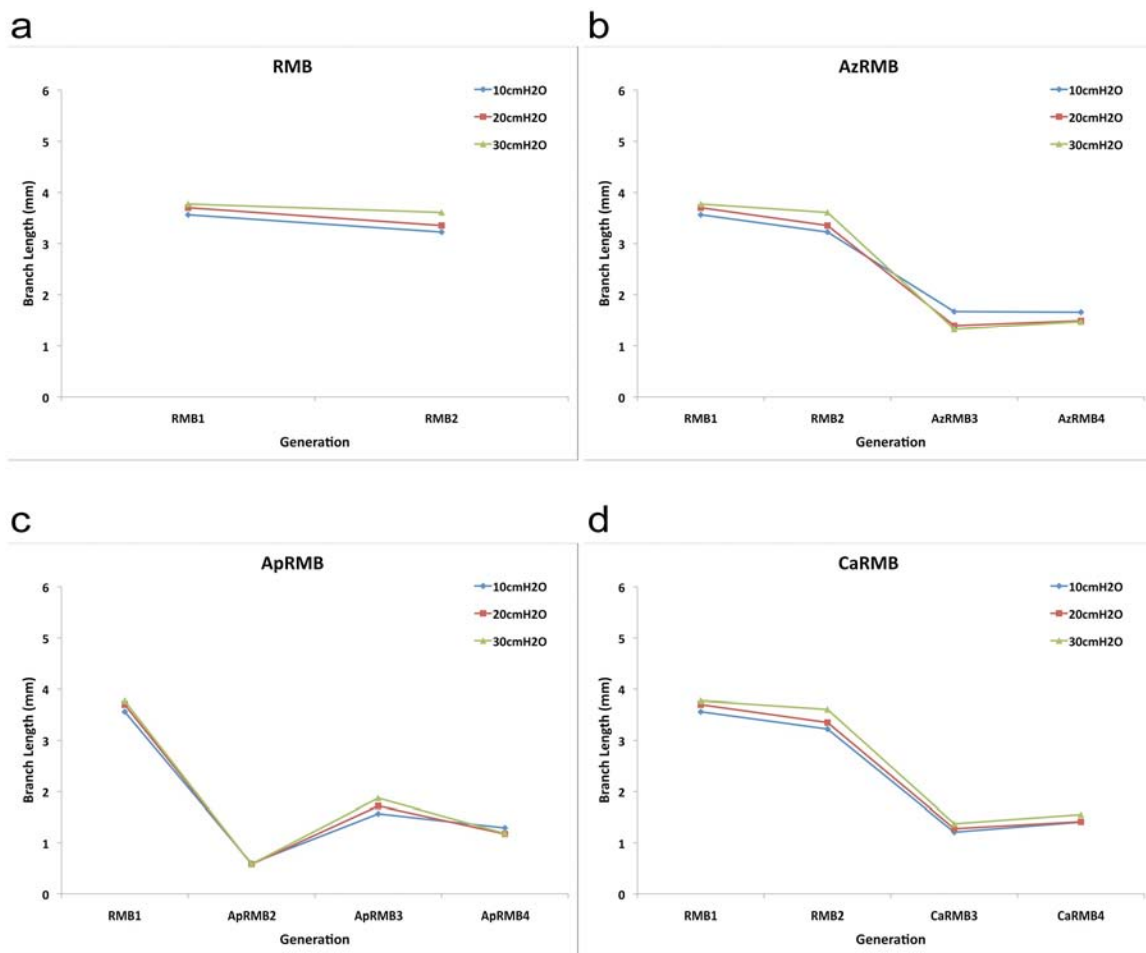 a
RMB
6
5
4
3
2
1
0
Branch Length (mm)
10cmH2O
20cmH2O
30cmH2O
RMB1 RMB2
Generation
b
AzRMB
6
5
4
3
2
1
0
Branch Length (mm)
10cmH2O
20cmH2O
30cmH2O
RMB1 RMB2 AzRMB3 AzRMB4
Generation
c
ApRMB
6
5
4
3
2
1
0
Branch Length (mm)
10cmH2O
20cmH2O
30cmH2O
RMB1 ApRMB2 ApRMB3 ApRMB4
Generation
d
CaRMB
6
5
4
3
2
1
0
Branch Length (mm)
10cmH2O
20cmH2O
30cmH2O
RMB1 RMB2 CaRMB3 CaRMB4
Generation